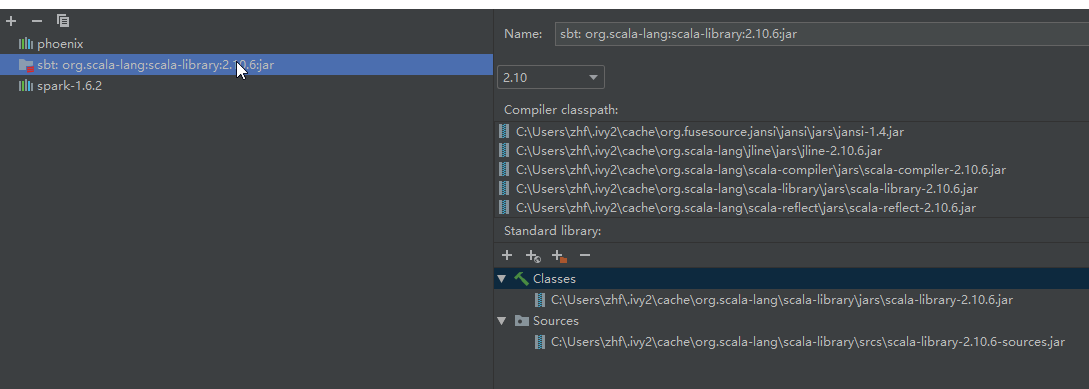 phoenix
sbt: org.scala-lang:scala-library:2.10.6:jar
spark-1.6.2
Name: sbt: org.scala-lang:scala-library:2.10.6:jar
2.10
Compiler classpath:
C:\Users\zhf\.ivy2\cache\org.fusesource.jansi\jansi\jars\jansi-1.4.jar
C:\Users\zhf\.ivy2\cache\org.scala-lang\jline\jars\jline-2.10.6.jar
C:\Users\zhf\.ivy2\cache\org.scala-lang\scala-compiler\jars\scala-compiler-2.10.6.jar
C:\Users\zhf\.ivy2\cache\org.scala-lang\scala-library\jars\scala-library-2.10.6.jar
C:\Users\zhf\.ivy2\cache\org.scala-lang\scala-reflect\jars\scala-reflect-2.10.6.jar
Standard library:
Classes
C:\Users\zhf\.ivy2\cache\org.scala-lang\scala-library\jars\scala-library-2.10.6.jar
Sources
C:\Users\zhf\.ivy2\cache\org.scala-lang\scala-library\srcs\scala-library-2.10.6-sources.jar